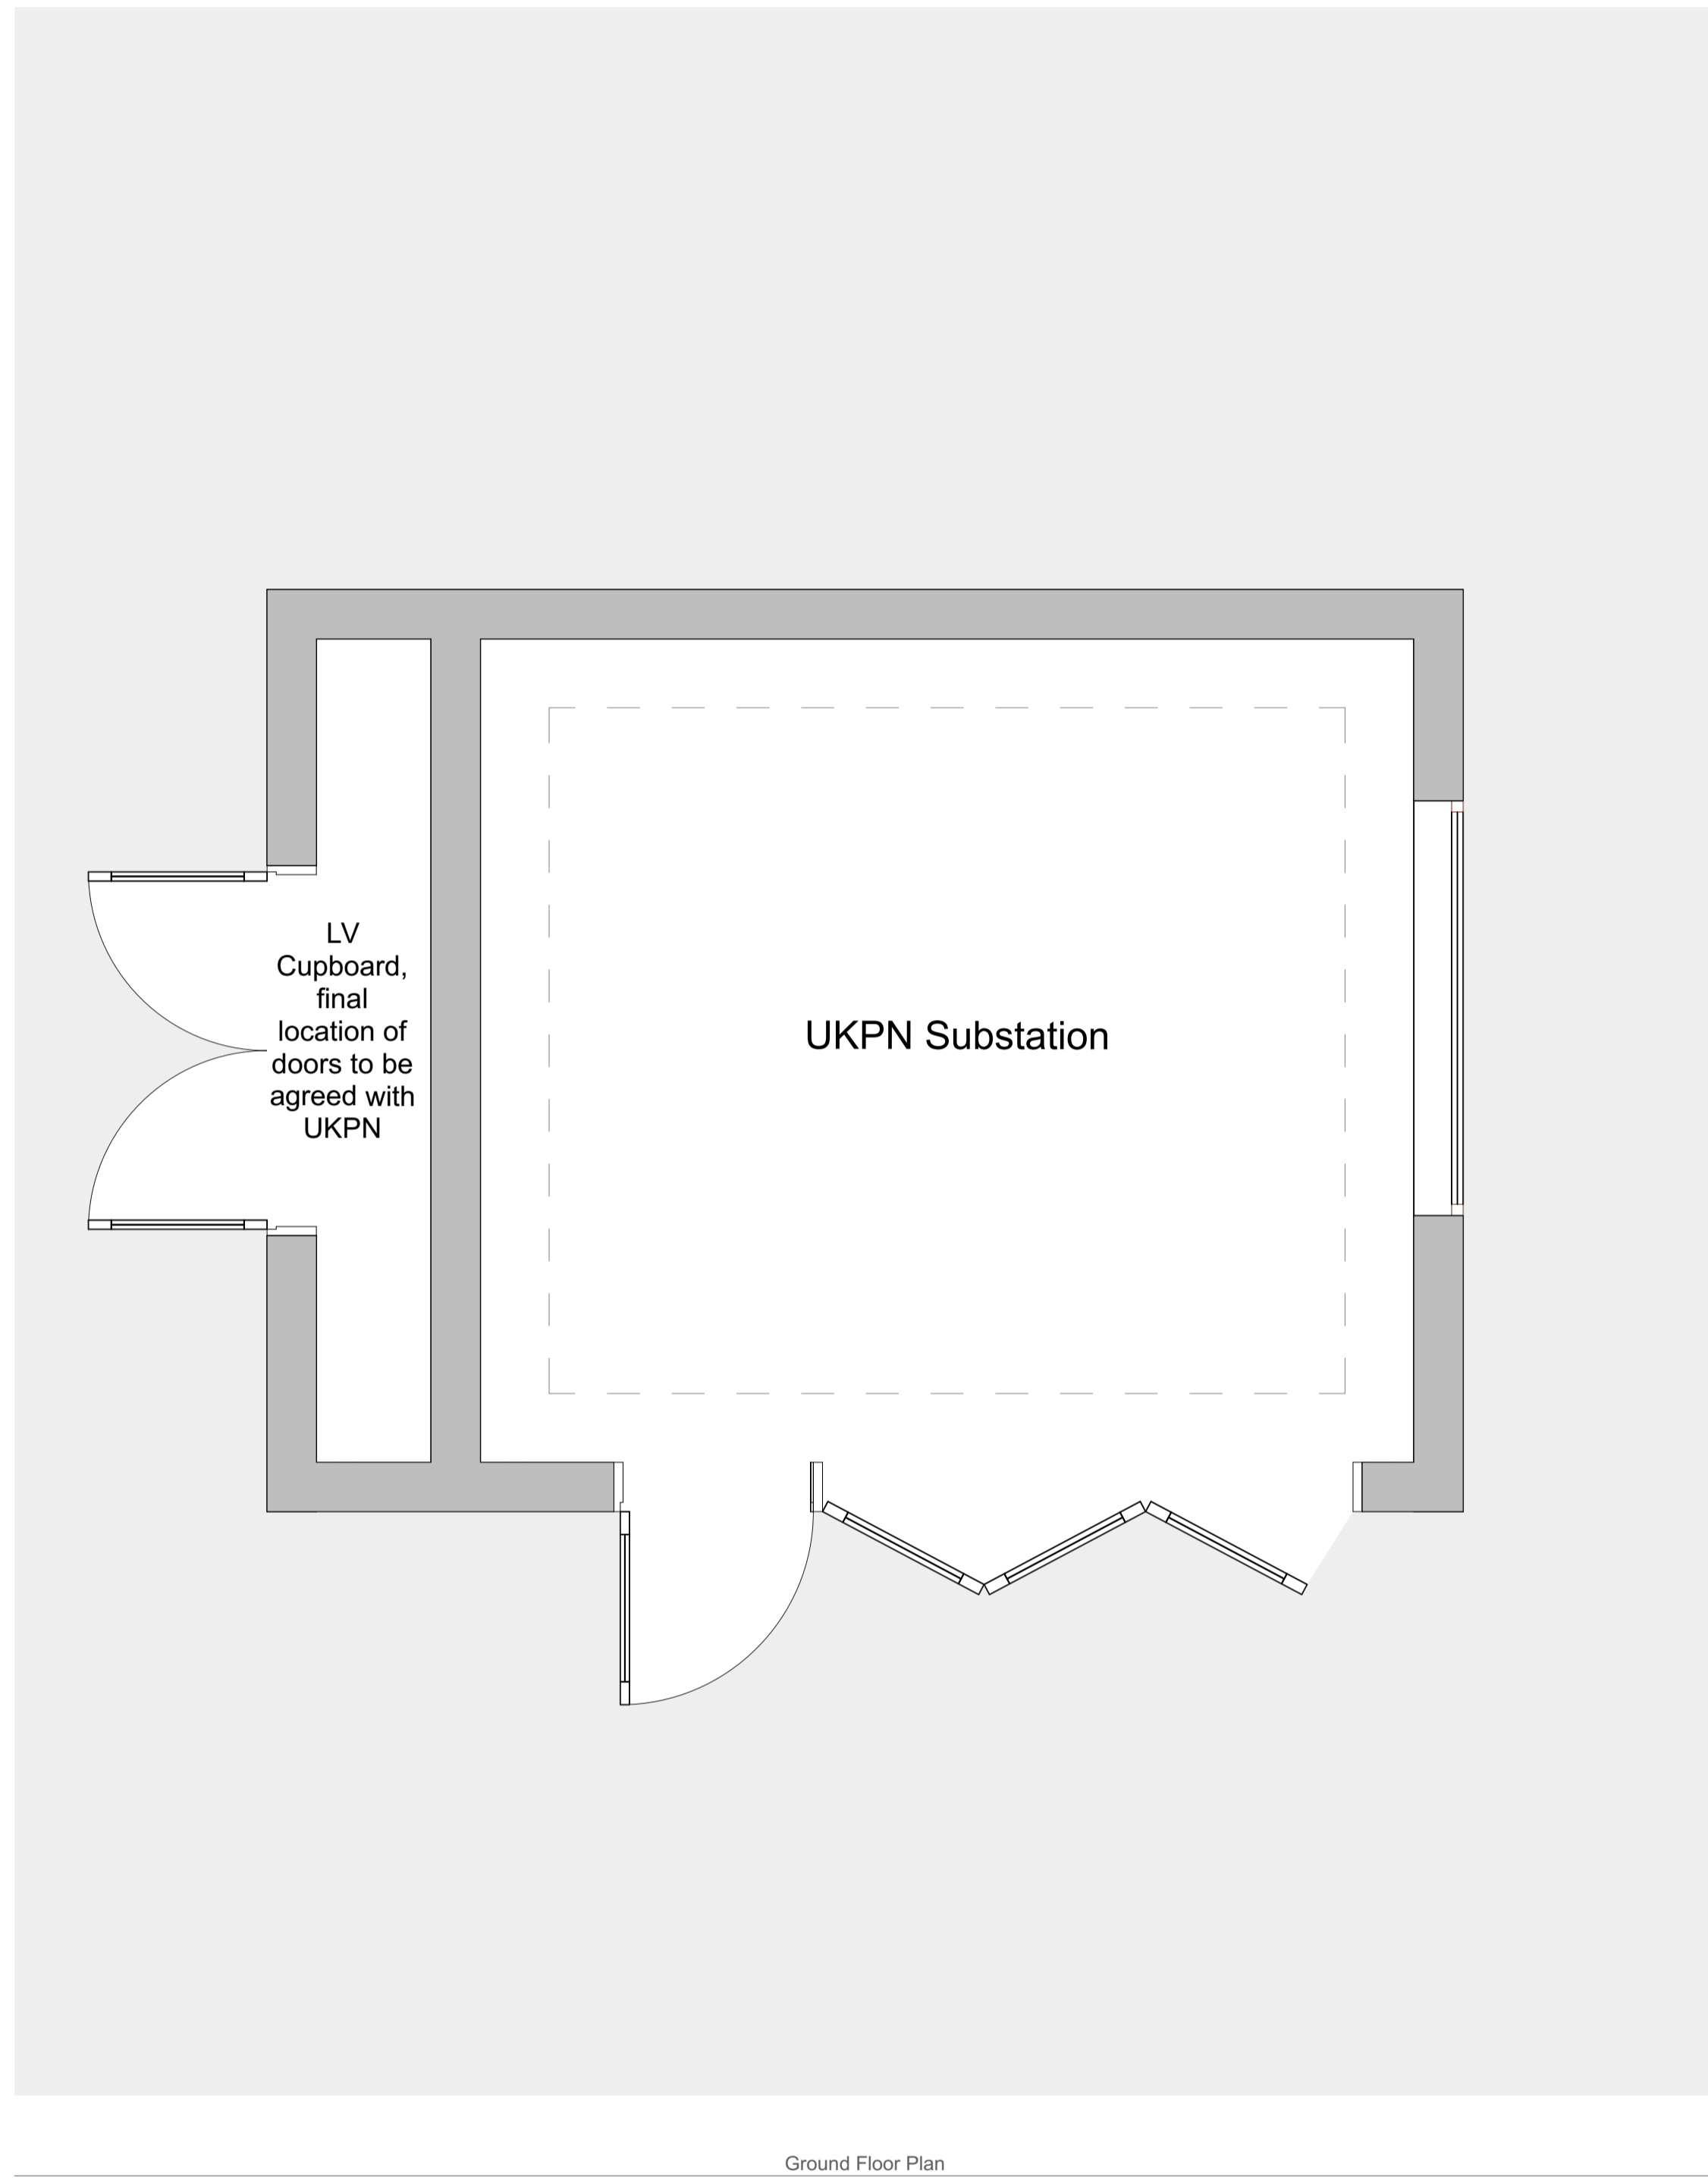 LV
Cupboard,
final
location of
doors to be
agreed with
UKPN
UKPN Substation
Ground Floor Plan